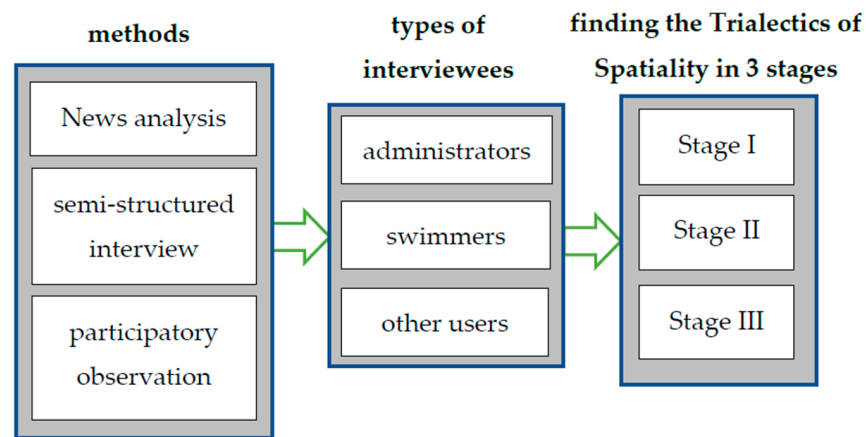 methods
News analysis
semi-structured
interview
participatory
observation
types of
interviewees
administrators
swimmers
other users
finding the Trialectics of
Spatiality in 3 stages
Stage I
Stage II
Stage III